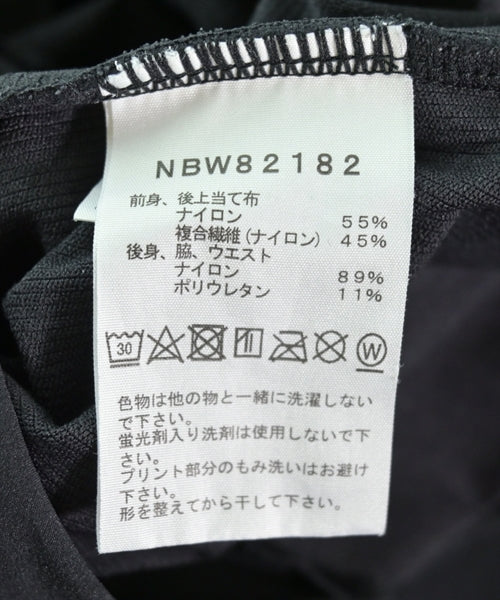 NBW82182
前身、後上当て布
ナイロン 55%
複合繊維(ナイロン) 45%
後身、脇、ウエスト
ナイロン 89%
ポリウレタン 11%
30 W
色物は他の物と一緒に洗濯しない
で下さい。
蛍光剤入り洗剤は使用しないで下
さい。
プリント部分のもみ洗いはお避け
下さい。
形を整えてから干して下さい。